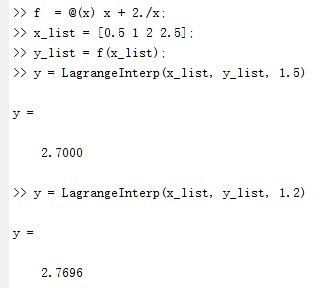 >> f = @(x) x + 2./x;
>> x_list = [0.5 1 2 2.5];
>> y_list = f(x_list);
>> y = LagrangeInterp(x_list, y_list, 1.5)
y =
2.7000
>> y = LagrangeInterp(x_list, y_list, 1.2)
y =
2.7696